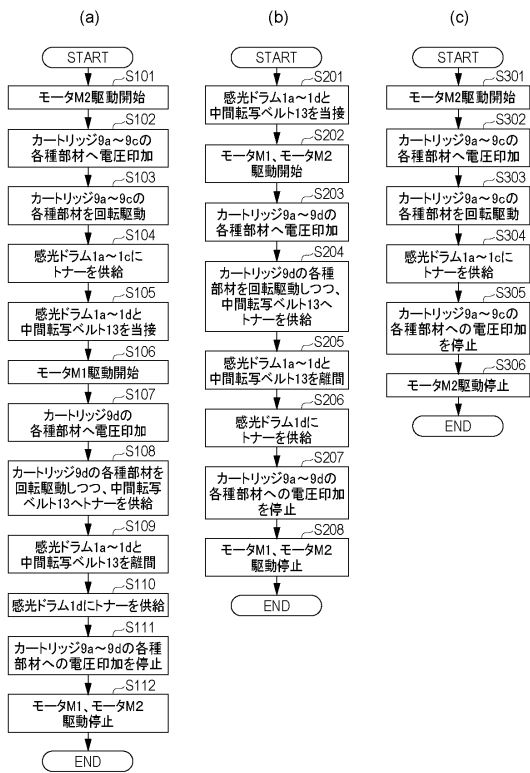 (a)
START
S101
モータM2駆動開始
S102
カートリッジ9a～9cの
各種部材へ電圧印加
S103
カートリッジ9a～9cの
各種部材を回転駆動
S104
感光ドラム1a～1cに
トナーを供給
S105
感光ドラム1a～1dと
中間転写ベルト13を当接
S106
モータM1駆動開始
S107
カートリッジ9dの
各種部材へ電圧印加
S108
カートリッジ9dの各種部材を
回転駆動しつつ、中間転写
ベルト13へトナーを供給
S109
感光ドラム1a～1dと
中間転写ベルト13を離間
S110
感光ドラム1dにトナーを供給
S111
カートリッジ9a～9dの各種
部材への電圧印加を停止
S112
モータM1、モータM2
駆動停止
END
(b)
START
S201
感光ドラム1a～1dと
中間転写ベルト13を当接
S202
モータM1、モータM2
駆動開始
S203
カートリッジ9a～9dの
各種部材へ電圧印加
S204
カートリッジ9dの各種
部材を回転駆動しつつ、
中間転写ベルト13へ
トナーを供給
S205
感光ドラム1a～1dと
中間転写ベルト13を離間
S206
感光ドラム1dに
トナーを供給
S207
カートリッジ9a～9dの
各種部材への電圧印加
を停止
S208
モータM1、モータM2
駆動停止
END
(c)
START
S301
モータM2駆動開始
S302
カートリッジ9a～9cの
各種部材へ電圧印加
S303
カートリッジ9a～9cの
各種部材を回転駆動
S304
感光ドラム1a～1cに
トナーを供給
S305
カートリッジ9a～9cの
各種部材への電圧印加
を停止
S306
モータM2駆動停止
END